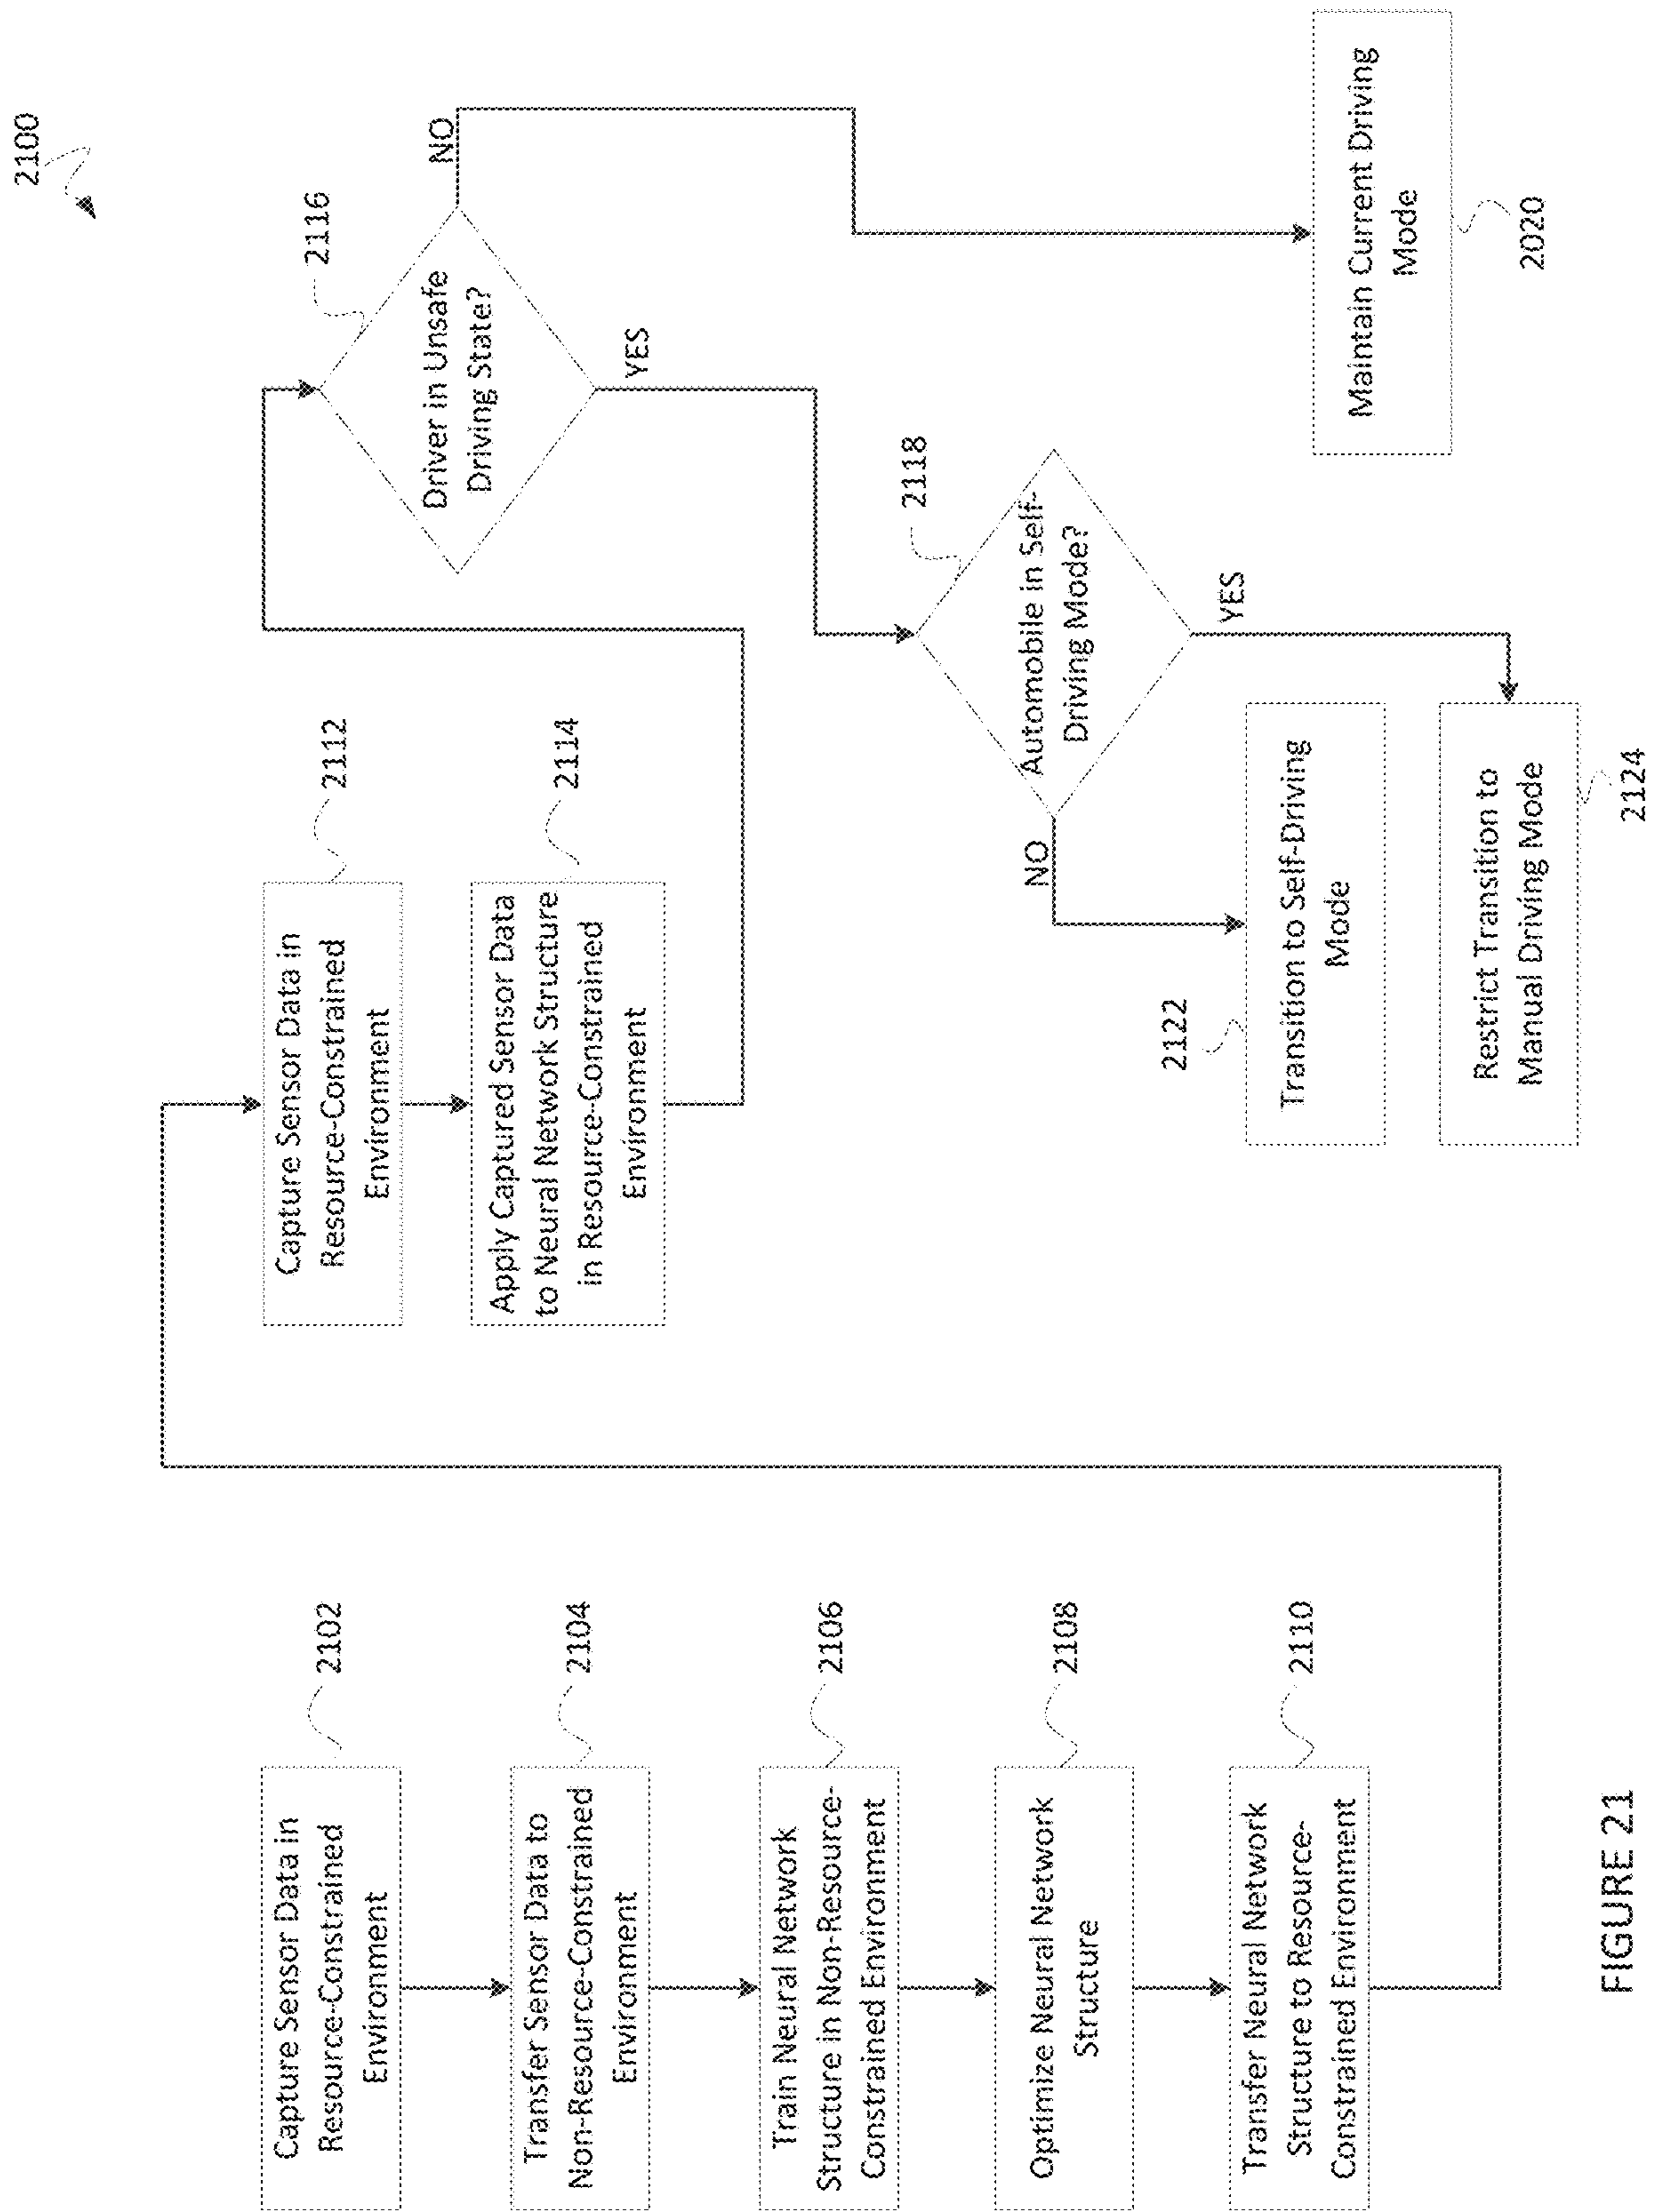 2100
Capture Sensor Data in
Resource-Constrained
Environment
2102
Transfer Sensor Data to
Non-Resource-Constrained
Environment
2104
Train Neural Network
Structure in Non-Resource-
Constrained Environment
2106
Optimize Neural Network
Structure
2108
Transfer Neural Network
Structure to Resource-
Constrained Environment
2110
Capture Sensor Data in
Resource-Constrained
Environment
2112
Apply Captured Sensor Data
to Neural Network Structure
in Resource-Constrained
Environment
2114
Driver in Unsafe
Driving State?
2116
NO
YES
Automobile in Self-
Driving Mode?
2118
NO
YES
2122
Transition to Self-Driving
Mode
Restrict Transition to
Manual Driving Mode
2124
Maintain Current Driving
Mode
2020
FIGURE 21